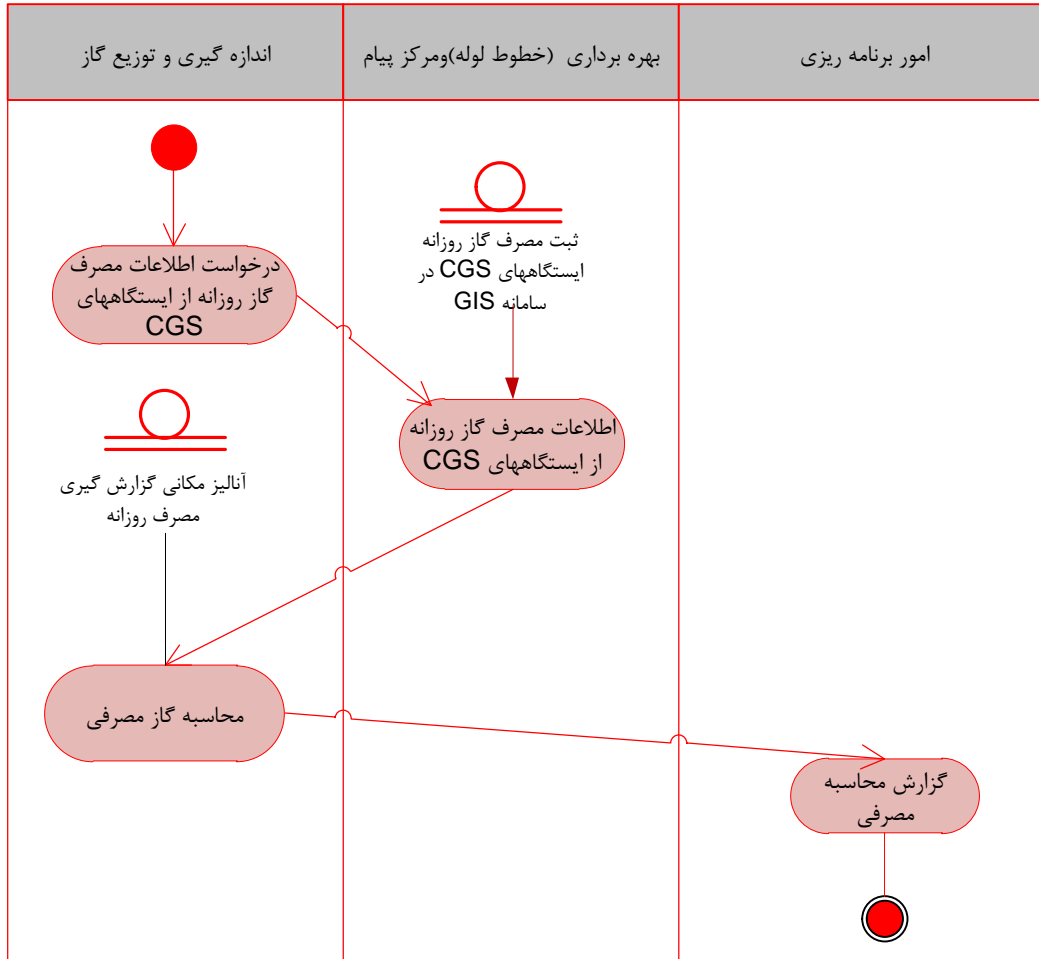 امور برنامه ریزی
بهره برداری (خطوط لوله)ومرکز پیام
اندازه گیری و توزیع گاز
ثبت مصرف گاز روزانه
ایستگاههای CGS در
سامانه GIS
درخواست اطلاعات مصرف
گاز روزانه از ایستگاههای
CGS
اطلاعات مصرف گاز روزانه
از ایستگاههای CGS
آنالیز مکانی گزارش گیری
مصرف روزانه
محاسبه گاز مصرفی
گزارش محاسبه
مصرفی